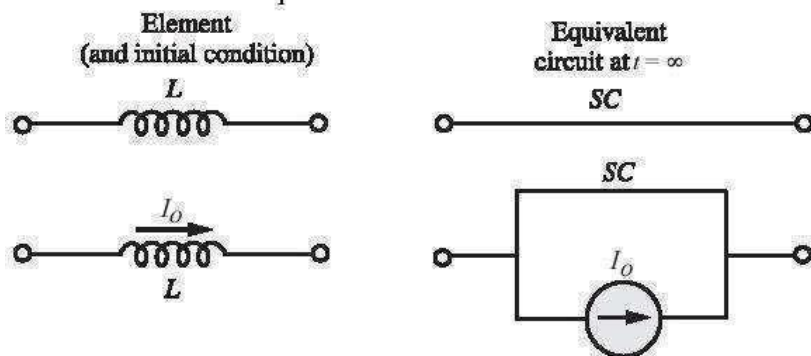 Element
(and initial condition)
Equivalent
circuit at t = ∞
L
SC
I₀
L
SC
I₀